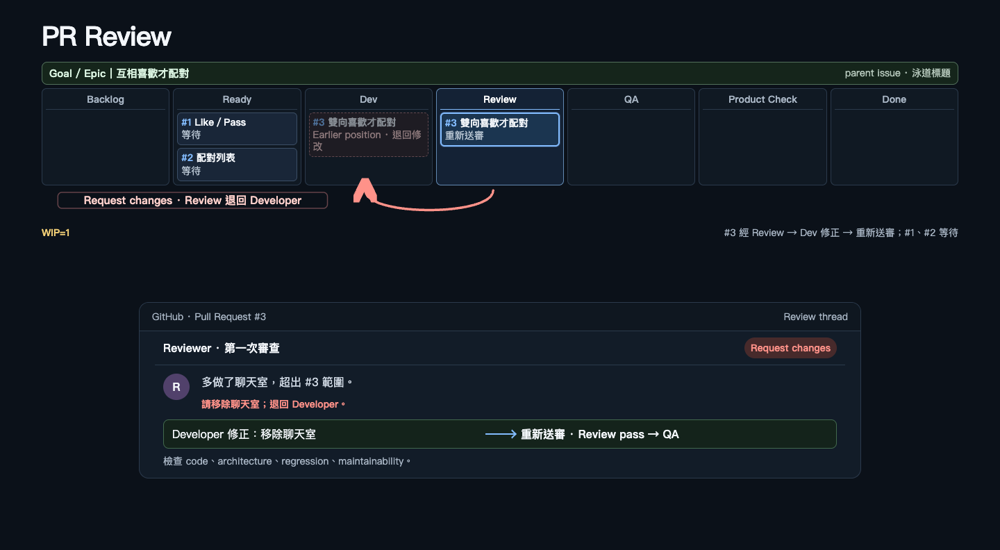 PR Review
Goal / Epic | 互相喜歡才配對
parent issue · 泳道標題
Backlog
Ready
Dev
Review
QA
Product Check
Done
#1 Like / Pass
等待
#2 配對列表
等待
#3 雙向喜歡才配對
Earlier position · 退回修
改
#3 雙向喜歡才配對
重新送審
Request changes · Review 退回 Developer
WIP=1
#3 經 Review → Dev 修正 → 重新送審；#1、#2 等待
GitHub · Pull Request #3
Review thread
Reviewer · 第一次審查
Request changes
R
多做了聊天室，超出 #3 範圍。
請移除聊天室；退回 Developer。
Developer 修正：移除聊天室
→ 重新送審 · Review pass → QA
檢查 code、architecture、regression、maintainability。